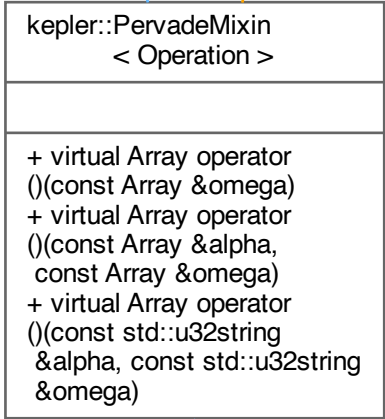 kepler::PervadeMixin
< Operation >
+ virtual Array operator
()(const Array &omega)
+ virtual Array operator
()(const Array &alpha,
const Array &omega)
+ virtual Array operator
()(const std::u32string
&alpha, const std::u32string
&omega)